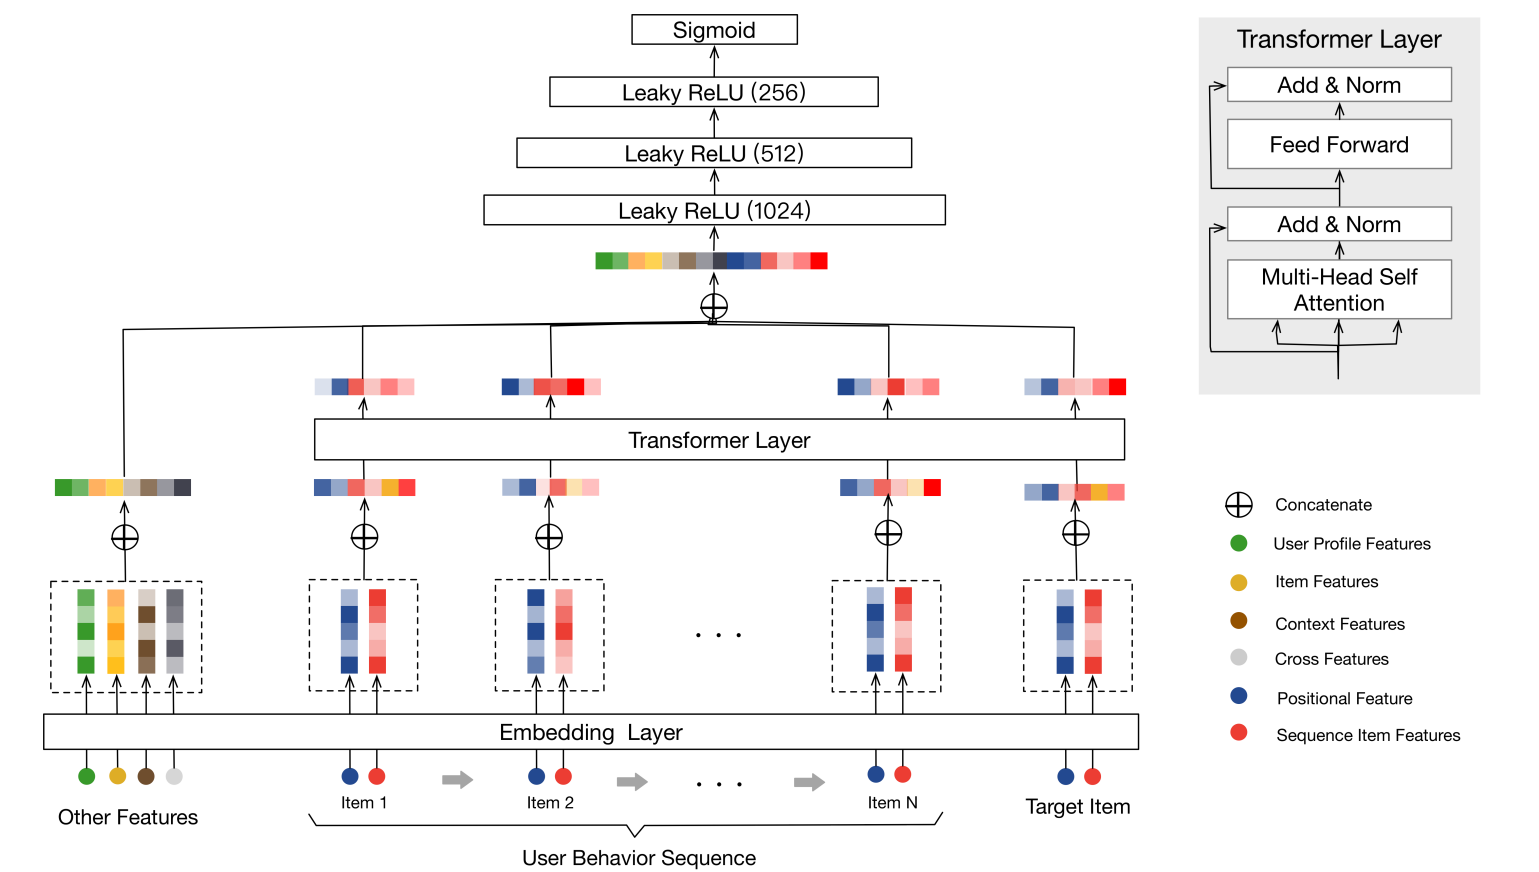 Sigmoid
Leaky ReLU (256)
Leaky ReLU (512)
Leaky ReLU (1024)
Transformer Layer
Embedding Layer
. . .
Item 1
Item 2
. . .
Item N
Other Features
Target Item
User Behavior Sequence
Transformer Layer
Add & Norm
Feed Forward
Add & Norm
Multi-Head Self
Attention
Concatenate
User Profile Features
Item Features
Context Features
Cross Features
Positional Feature
Sequence Item Features